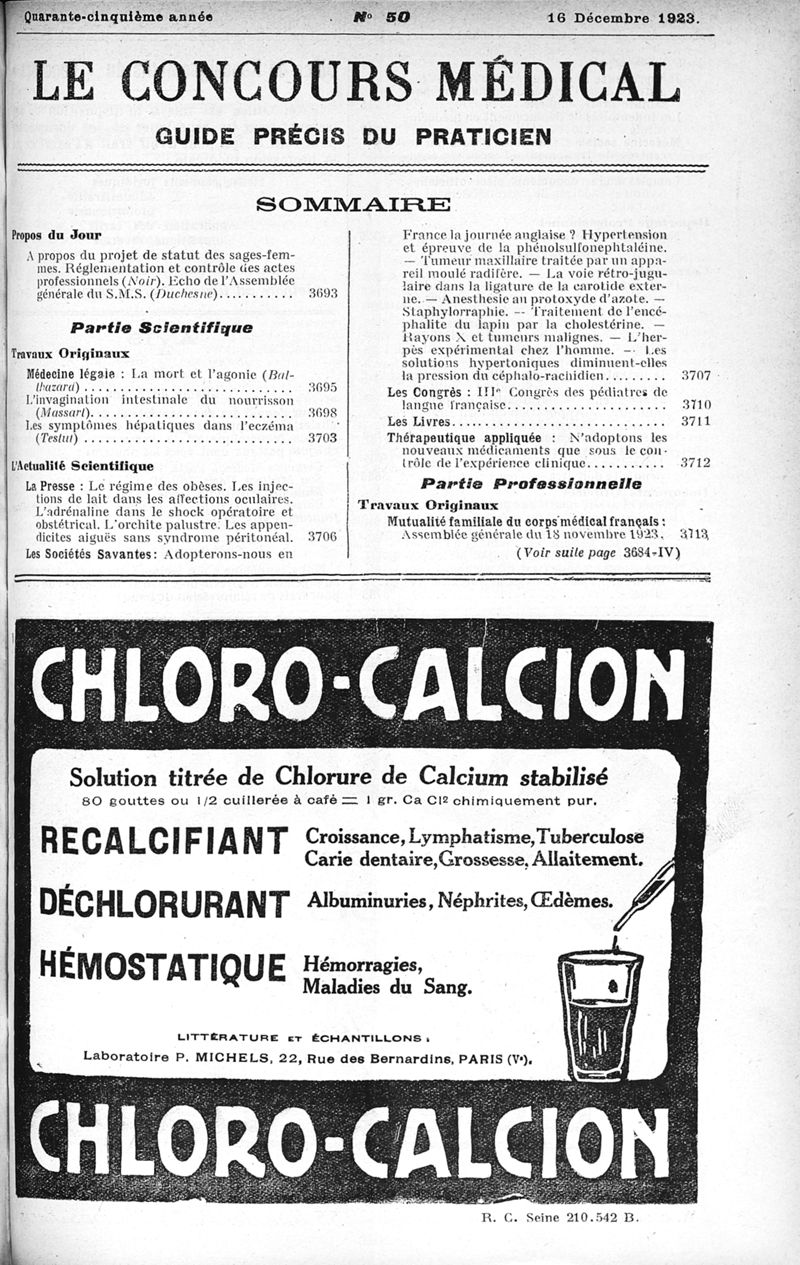 Quarante-cinquième année
N° 50
16 Décembre 1923.
LE CONCOURS MÉDICAL
GUIDE PRÉCIS DU PRATICIEN
SOMMAIRE
Propos du Jour
A propos du projet de statut des sages-fem-
mes. Réglementation et contrôle des actes
professionnels (Noir). Echo de l'Assemblée
générale du S.M.S. (Duchesne)........... 3693
Partie Scientifique
Travaux Originaux
Médecine légale : La mort et l'agonie (Bal-
thazard) ............................ 3695
L'invagination intestinale du nourrisson
(Massart)............................ 3698
Les symptômes hépatiques dans l'eczéma
(Testut) ............................ 3703
L'Actualité Scientifique
La Presse : Le régime des obèses. Les injec-
tions de lait dans les affections oculaires.
L'adrénaline dans le shock opératoire et
obstétrical. L'orchite palustre. Les appen-
dicites aiguës sans syndrome péritonéal. 3706
Les Sociétés Savantes : Adopterons-nous en
France la journée anglaise ? Hypertension
et épreuve de la phénolsulfonephtaléine.
— Tumeur maxillaire traitée par un appa-
reil moulé radifère. — La voie rétro-jugu-
laire dans la ligature de la carotide exter-
ne. — Anesthesie au protoxyde d'azote. —
Staphylorraphie. — Traitement de l'encé-
phalite du lapin par la cholestérine. —
Rayons X et tumeurs malignes. — L'her-
pès expérimental chez l'homme. — Les
solutions hypertoniques diminuent-elles
la pression du céphalo-rachidien ........ 3707
Les Congrès : IIIe Congrès des pédiatres de
langue française..................... 3710
Les Livres............................ 3711
Thérapeutique appliquée : N'adoptons les
nouveaux médicaments que sous le con-
trôle de l'expérience clinique........... 3712
Partie Professionnelle
Travaux Originaux
Mutualité familiale du corps médical français :
Assemblée générale du 18 novembre 1923. 3713
(Voir suite page 3684-IV)
CHLORO-CALCION
Solution titrée de Chlorure de Calcium stabilisé
80 gouttes ou 1/2 cuillerée à café = 1 gr. Ca Cl² chimiquement pur.
RECALCIFIANT Croissance, Lymphatisme, Tuberculose
Carie dentaire, Grossesse, Allaitement.
DÉCHLORURANT Albuminuries, Néphrites, Œdèmes.
HÉMOSTATIQUE Hémorragies,
Maladies du Sang.
LITTÉRATURE ET ÉCHANTILLONS :
Laboratoire P. MICHELS, 22, Rue des Bernardins, PARIS (Ve).
CHLORO-CALCION
R. C. Seine 210.542 B.